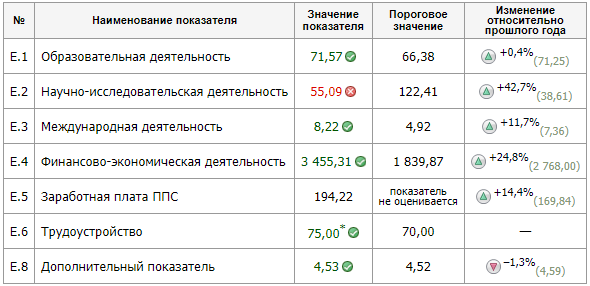 № Наименование показателя Значение показателя Пороговое значение Изменение относительно прошлого года
E.1 Образовательная деятельность 71,57 66,38 +0,4% (71,25)
E.2 Научно-исследовательская деятельность 55,09 122,41 +42,7% (38,61)
E.3 Международная деятельность 8,22 4,92 +11,7% (7,36)
E.4 Финансово-экономическая деятельность 3 455,31 1 839,87 +24,8% (2 768,00)
E.5 Заработная плата ППС 194,22 показатель не оценивается +14,4% (169,84)
E.6 Трудоустройство 75,00* 70,00 —
E.8 Дополнительный показатель 4,53 4,52 −1,3% (4,59)